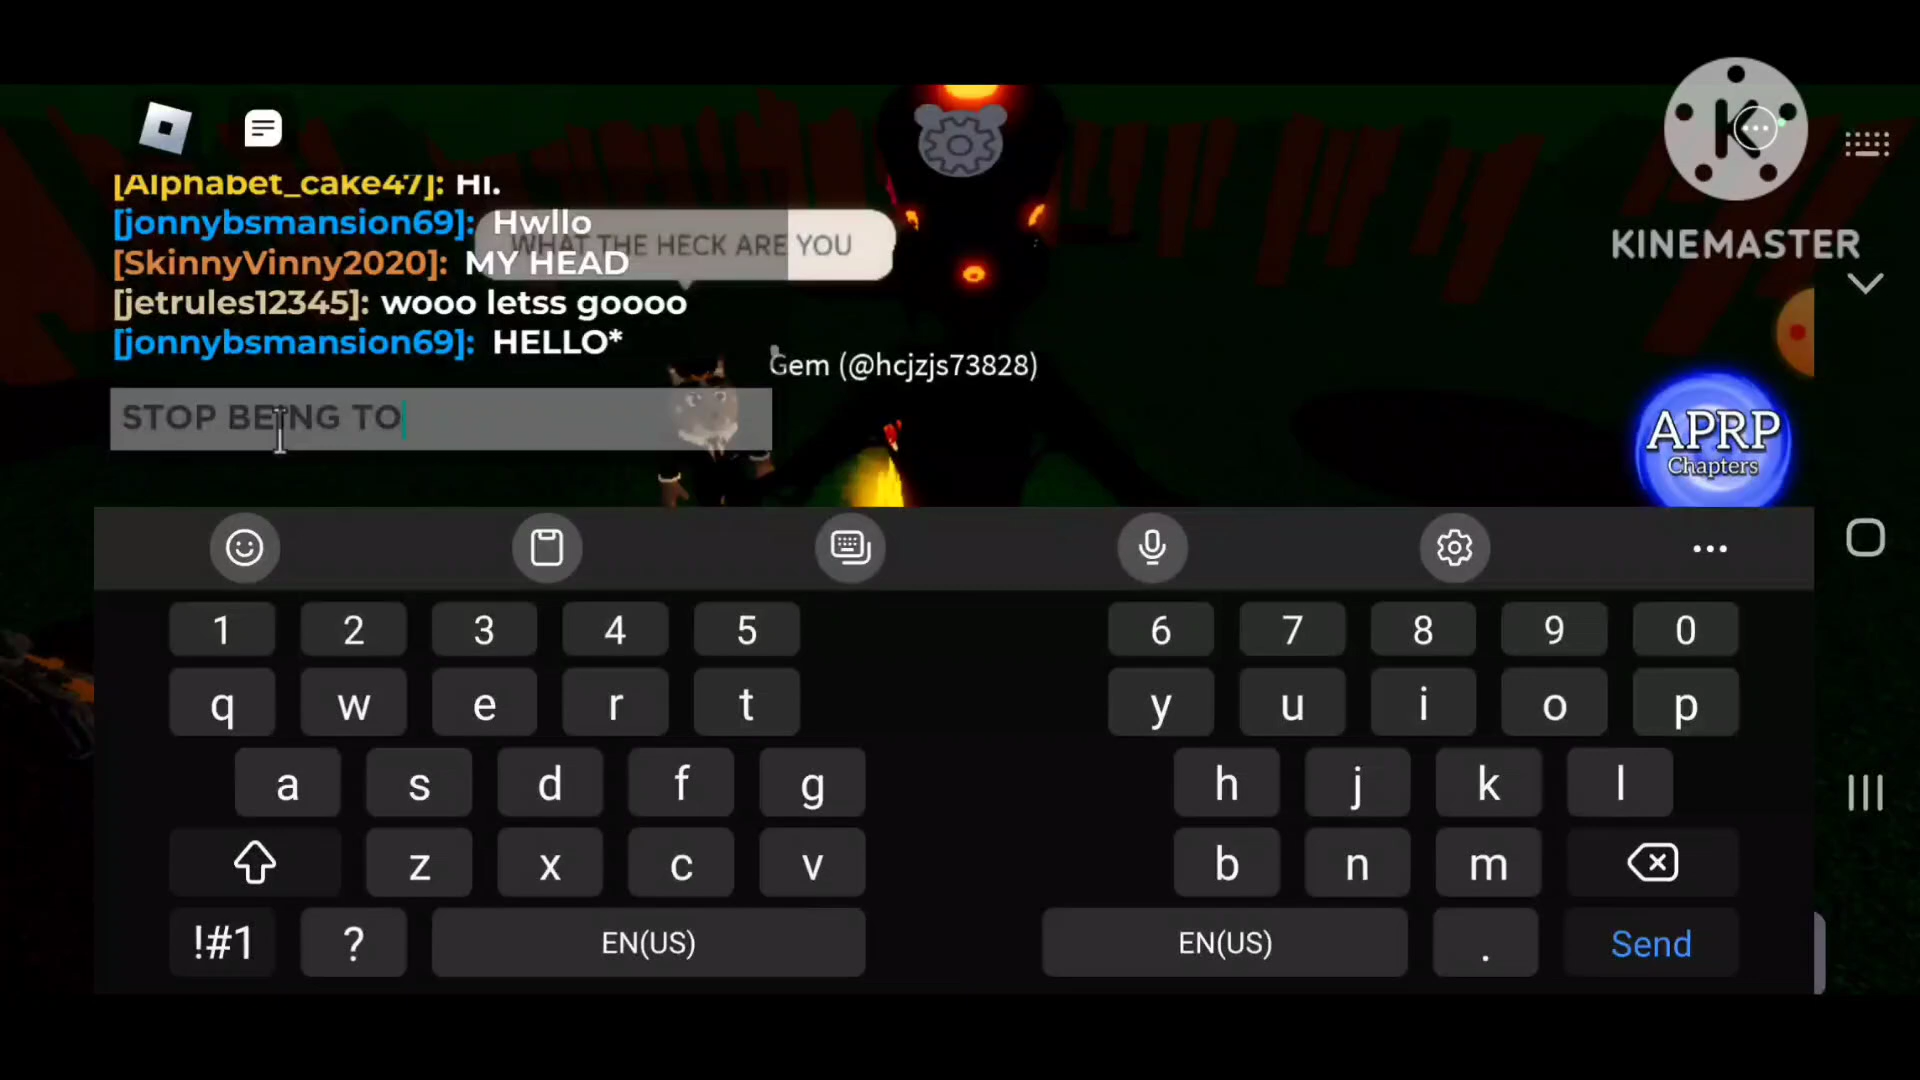 [Alphabet_cake47]: Hi.
[jonnybsmansion69]: Hwllo
WHAT THE HECK ARE YOU
[SkinnyVinny2020]: MY HEAD
[jetrules12345]: wooo letss goooo
[jonnybsmansion69]: HELLO*
Gem (@hcjzjs73828)
STOP BEING TO
K
KINEMASTER
APRP
Chapters
1 2 3 4 5 6 7 8 9 0
q w e r t y u i o p
a s d f g h j k l
z x c v b n m
!#1 ? EN(US) EN(US) . Send